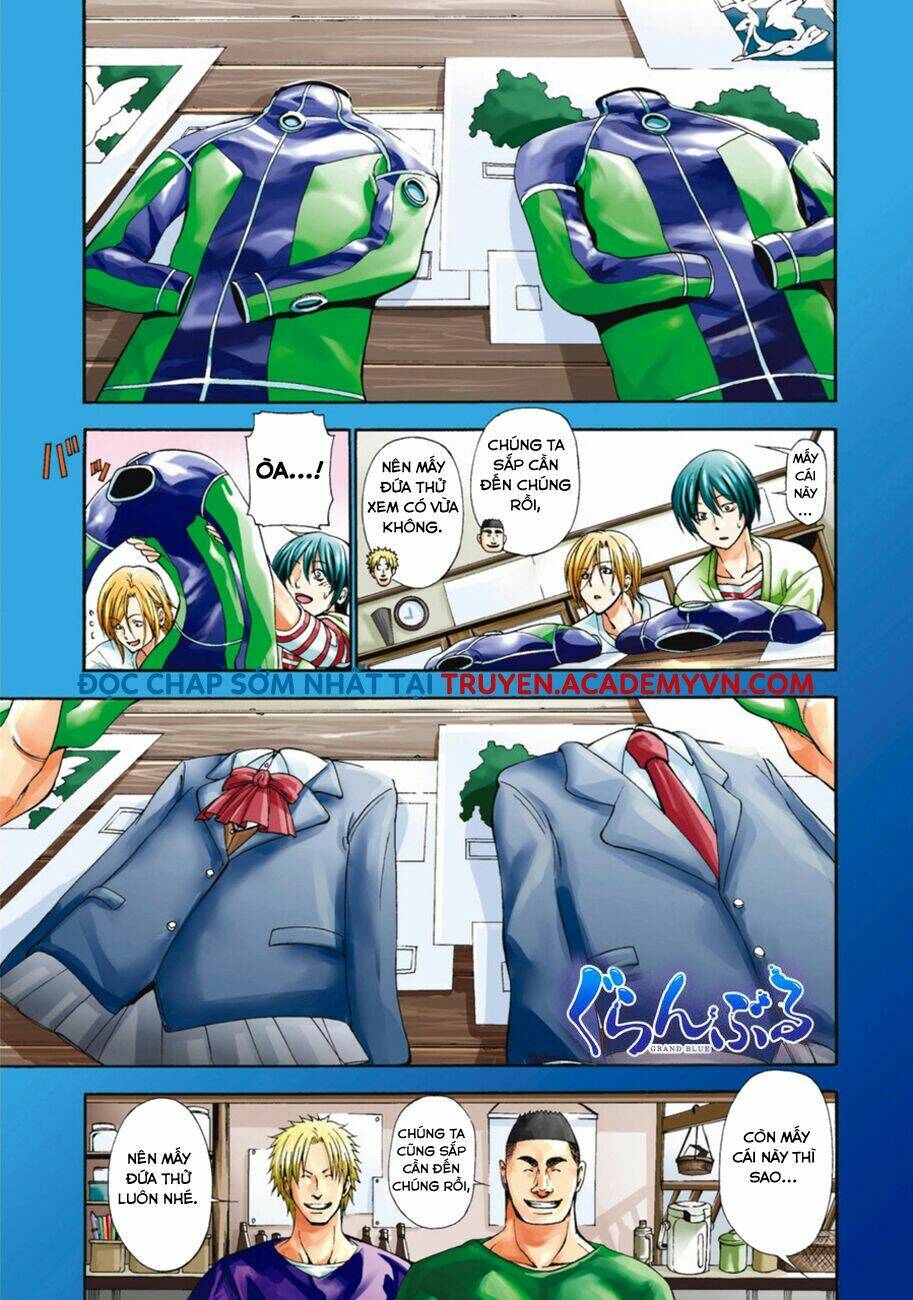 MẤY
CÁI
NÀY
...
CHÚNG TA
SẮP CẦN
ĐẾN CHÚNG
RỒI,
NÊN MẤY
ĐỨA THỬ
XEM CÓ VỪA
KHÔNG.
ÒA...!
バ゛
ĐỌC CHAP SỚM NHẤT TẠI TRUYEN.ACADEMYVN.COM
ぐらんぶる
GRAND BLUE
CÒN MẤY
CÁI NÀY THÌ
SAO...
CHÚNG TA
CŨNG SẮP
CẦN ĐẾN
CHÚNG RỒI,
NÊN MẤY
ĐỨA THỬ
LUÔN NHÉ.